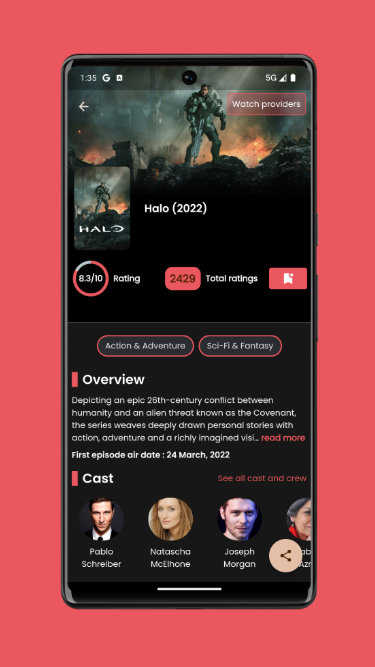 1:35 G A 5G
Watch providers
HALO
Halo (2022)
8.3/10 Rating 2429 Total ratings
Action & Adventure Sci-Fi & Fantasy
Overview
Depicting an epic 26th-century conflict between
humanity and an alien threat known as the Covenant,
the series weaves deeply drawn personal stories with
action, adventure and a richly imagined visi... read more
First episode air date : 24 March, 2022
Cast See all cast and crew
Pablo
Schreiber
Natascha
McElhone
Joseph
Morgan